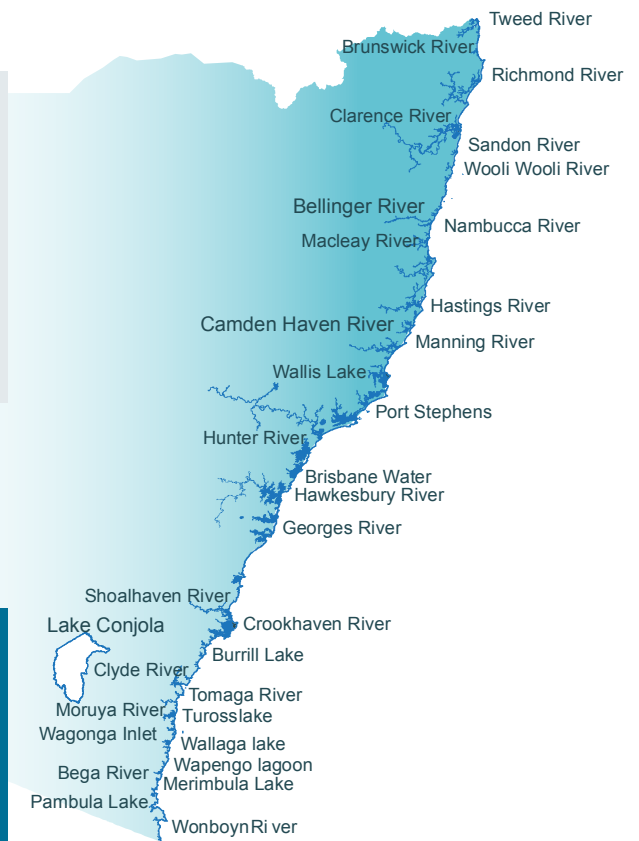 Tweed River
Brunswick River
Richmond River
Clarence River
Sandon River
Wooli Wooli River
Bellinger River
Nambucca River
Macleay River
Hastings River
Camden Haven River
Manning River
Wallis Lake
Port Stephens
Hunter River
Brisbane Water
Hawkesbury River
Georges River
Shoalhaven River
Crookhaven River
Lake Conjola
Burrill Lake
Clyde River
Tomaga River
Moruya River
Turosslake
Wagonga Inlet
Wallaga lake
Wapengo lagoon
Bega River
Merimbula Lake
Pambula Lake
WonboynRi ver